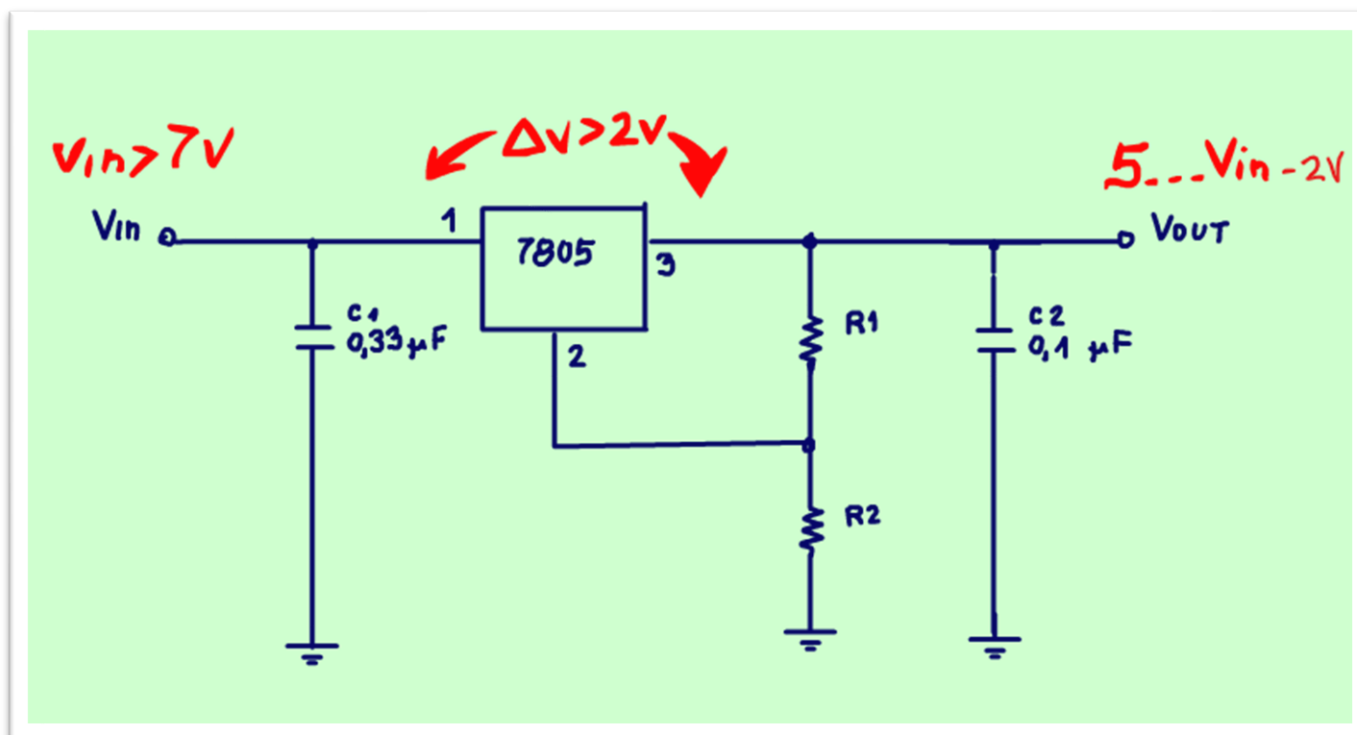 Vin>7V
ΔV>2V
5...Vin-2V
Vin
1
7805
3
VOUT
C1
0,33µF
2
R1
C2
0,1 µF
R2